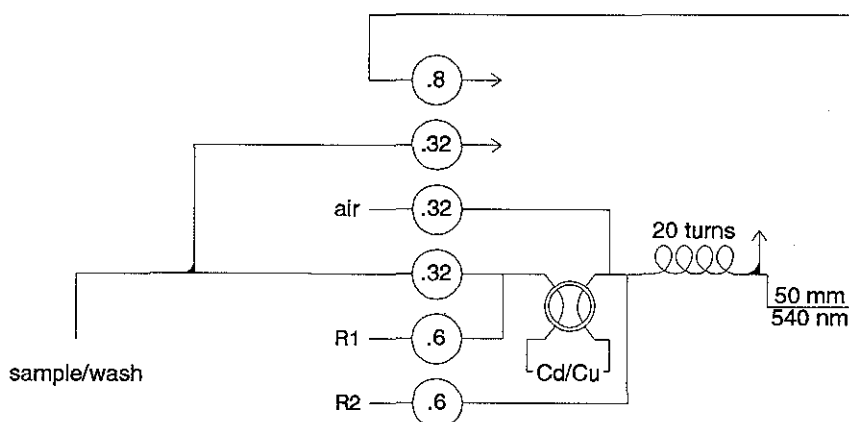 .8
.32
air
.32
20 turns
.32
50 mm
540 nm
R1
.6
Cd/Cu
sample/wash
R2
.6